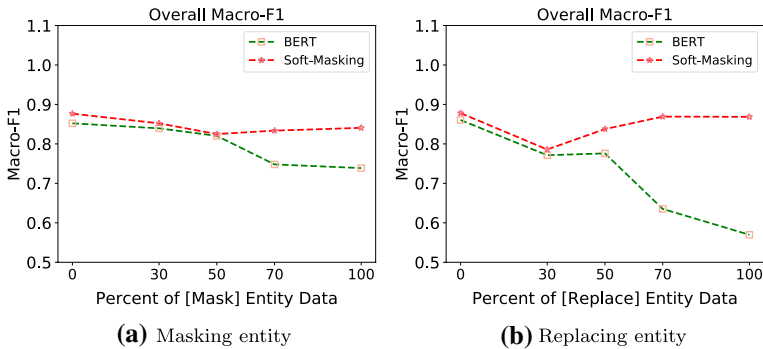 Overall Macro-F1
1.1
1.0
0.9
0.8
0.7
0.6
0.5
Macro-F1
BERT
Soft-Masking
0 30 50 70 100
Percent of [Mask] Entity Data
(a) Masking entity
Overall Macro-F1
1.1
1.0
0.9
0.8
0.7
0.6
0.5
Macro-F1
BERT
Soft-Masking
0 30 50 70 100
Percent of [Replace] Entity Data
(b) Replacing entity